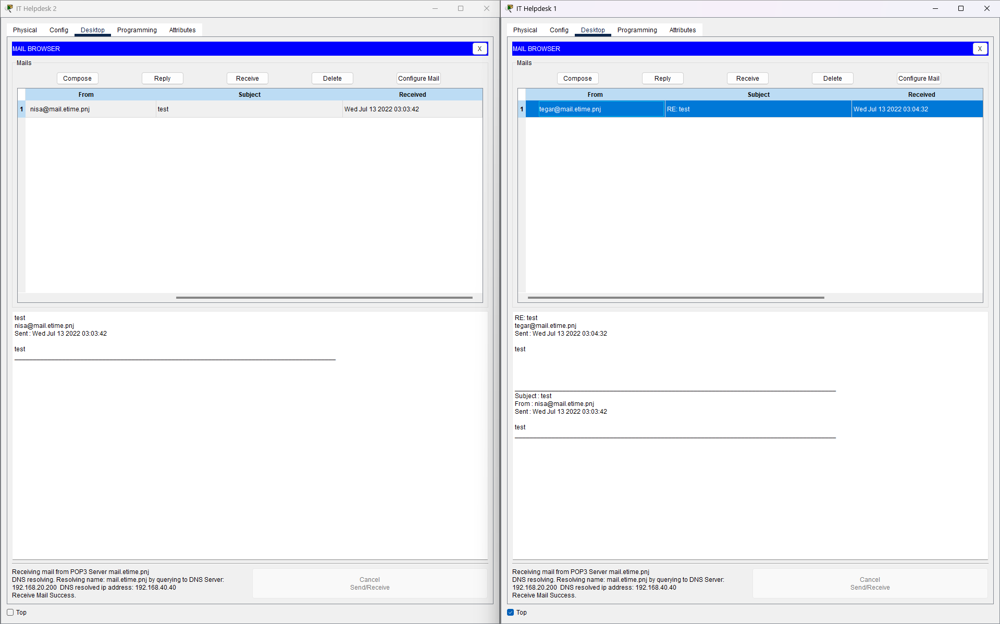 IT Helpdesk 2
Physical Config Desktop Programming Attributes
MAIL BROWSER X
Mails
Compose Reply Receive Delete Configure Mail
From Subject Received
1 nisa@mail.etime.pnj test Wed Jul 13 2022 03:03:42
test
nisa@mail.etime.pnj
Sent : Wed Jul 13 2022 03:03:42
test
Receiving mail from POP3 Server mail.etime.pnj
DNS resolving. Resolving name: mail.etime.pnj by querying to DNS Server:
192.168.20.200  DNS resolved ip address: 192.168.40.40
Receive Mail Success.
Cancel
Send/Receive
Top
IT Helpdesk 1
Physical Config Desktop Programming Attributes
MAIL BROWSER X
Mails
Compose Reply Receive Delete Configure Mail
From Subject Received
1 tegar@mail.etime.pnj RE: test Wed Jul 13 2022 03:04:32
RE: test
tegar@mail.etime.pnj
Sent : Wed Jul 13 2022 03:04:32
test
Subject : test
From : nisa@mail.etime.pnj
Sent : Wed Jul 13 2022 03:03:42
test
Receiving mail from POP3 Server mail.etime.pnj
DNS resolving. Resolving name: mail.etime.pnj by querying to DNS Server:
192.168.20.200  DNS resolved ip address: 192.168.40.40
Receive Mail Success.
Cancel
Send/Receive
Top